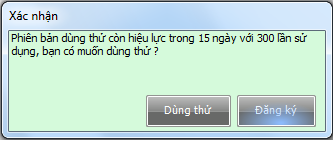 Xác nhận
Phiên bản dùng thử còn hiệu lực trong 15 ngày với 300 lần sử
dụng, bạn có muốn dùng thử ?
Dùng thử
Đăng ký